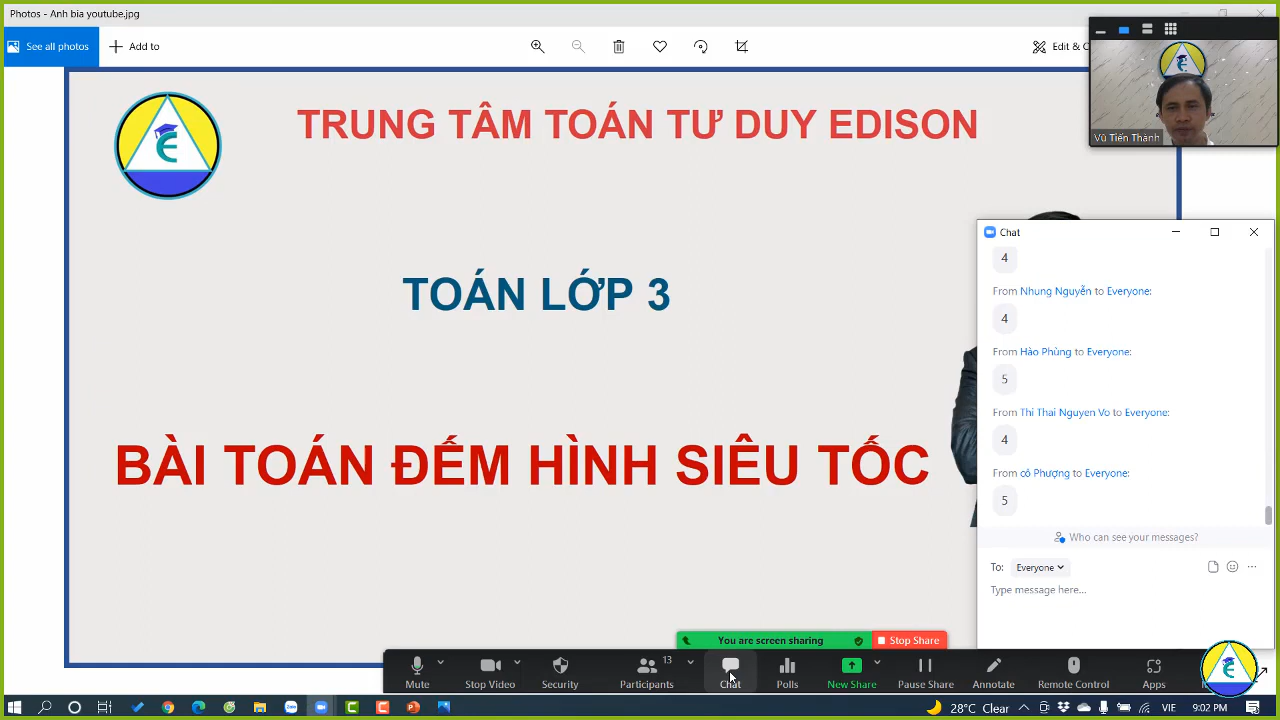 Photos - Anh bia youtube.jpg
See all photos
Add to
Edit & C
Vũ Tiến Thành
TRUNG TÂM TOÁN TƯ DUY EDISON
TOÁN LỚP 3
BÀI TOÁN ĐẾM HÌNH SIÊU TỐC
Chat
4
From Nhung Nguyễn to Everyone:
4
From Hảo Phùng to Everyone:
5
From Thi Thai Nguyen Vo to Everyone:
4
From cô Phượng to Everyone:
5
Who can see your messages?
To: Everyone
Type message here...
You are screen sharing
Stop Share
Mute
Stop Video
Security
Participants
13
Chat
Polls
New Share
Pause Share
Annotate
Remote Control
Apps
28°C Clear
VIE
9:02 PM